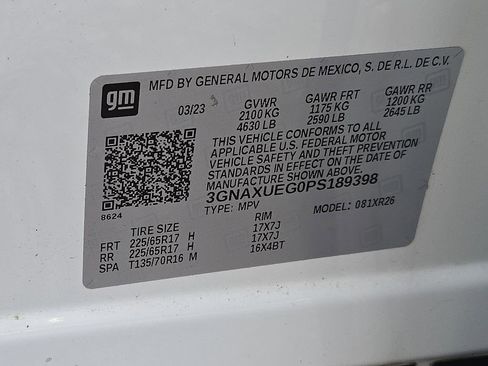 gm
MFD BY GENERAL MOTORS DE MEXICO, S. DE R.L. DE C.V.
03/23 GVWR GAWR FRT GAWR RR
2100 KG 1175 KG 1200 KG
4630 LB 2590 LB 2645 LB
THIS VEHICLE CONFORMS TO ALL
APPLICABLE U.S. FEDERAL MOTOR
VEHICLE SAFETY AND THEFT PREVENTION
STANDARDS IN EFFECT ON THE DATE OF
MANUFACTURE SHOWN ABOVE.
3GNAXUEG0PS189398
TYPE: MPV MODEL: 081XR26
8624
TIRE SIZE RIM
FRT 225/65R17 H 17X7J
RR 225/65R17 H 17X7J
SPA T135/70R16 M 16X4BT